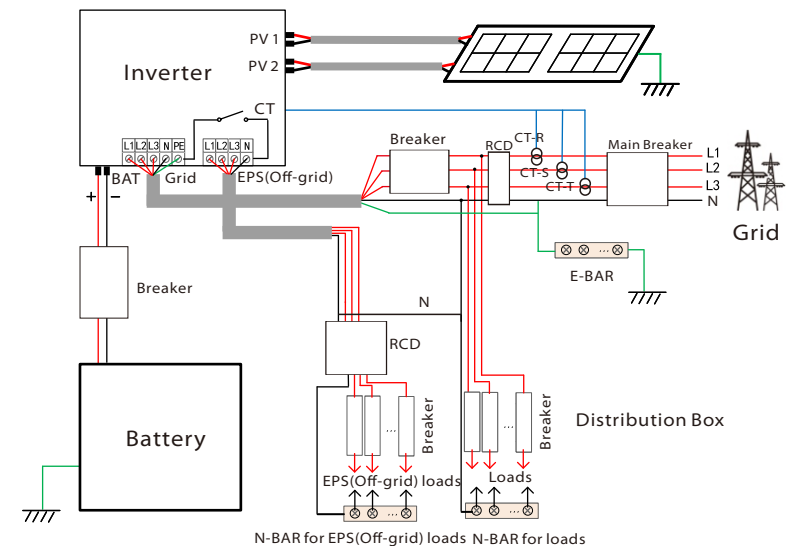 PV 1
PV 2
Inverter
CT
L1 L2 L3 N PE
L1 L2 L3 N
BAT
Grid
EPS(Off-grid)
+
−
Breaker
RCD
CT-R
CT-S
CT-T
Main Breaker
L1
L2
L3
N
Grid
E-BAR
Breaker
N
RCD
Battery
...
Breaker
...
Breaker
Distribution Box
EPS(Off-grid) loads
Loads
...
...
...
N-BAR for EPS(Off-grid) loads
N-BAR for loads